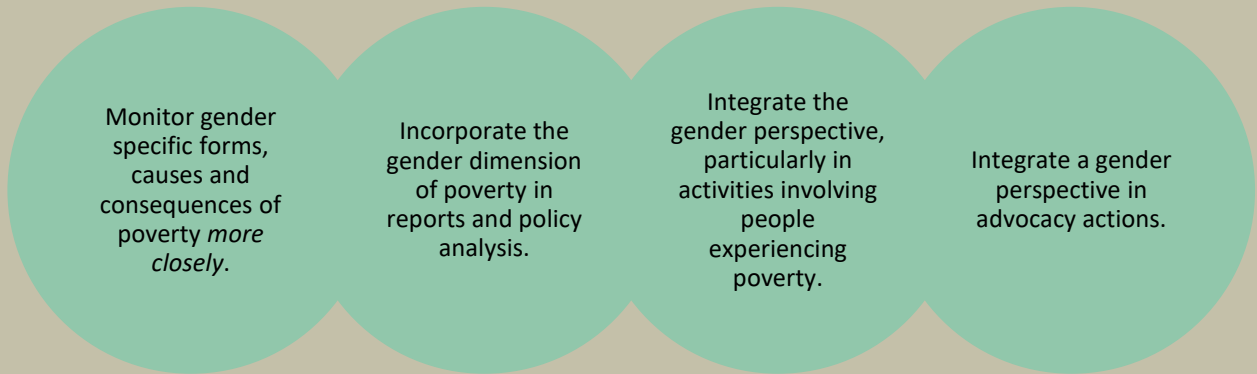 Monitor gender
specific forms,
causes and
consequences of
poverty more
closely.
Incorporate the
gender dimension
of poverty in
reports and policy
analysis.
Integrate the
gender perspective,
particularly in
activities involving
people
experiencing
poverty.
Integrate a gender
perspective in
advocacy actions.